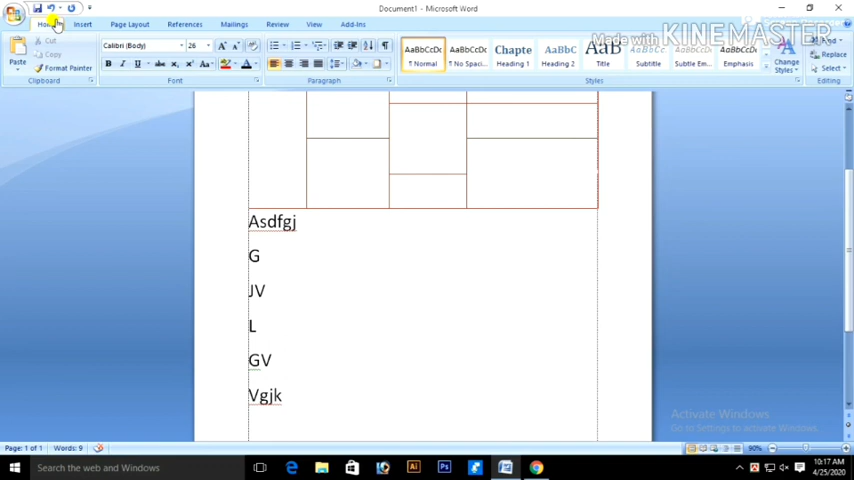 Document1 - Microsoft Word
Made with KINEMASTER
Home Insert Page Layout References Mailings Review View Add-Ins
Cut
Copy
Format Painter
Paste
Calibri (Body) 26
AaBbCcDc AaBbCcDc Chapte AaBbC AaB AaBbCcI AaBbCcDc AaBbCcDc
¶ Normal ¶ No Spaci... Heading 1 Heading 2 Title Subtitle Subtle Em... Emphasis
Change Styles
Find
Replace
Select
Clipboard Font Paragraph Styles Editing
Asdfgj
G
JV
L
GV
Vgjk
Activate Windows
Go to Settings to activate Windows.
Page: 1 of 1 Words: 9 90%
Search the web and Windows
10:17 AM
4/25/2020